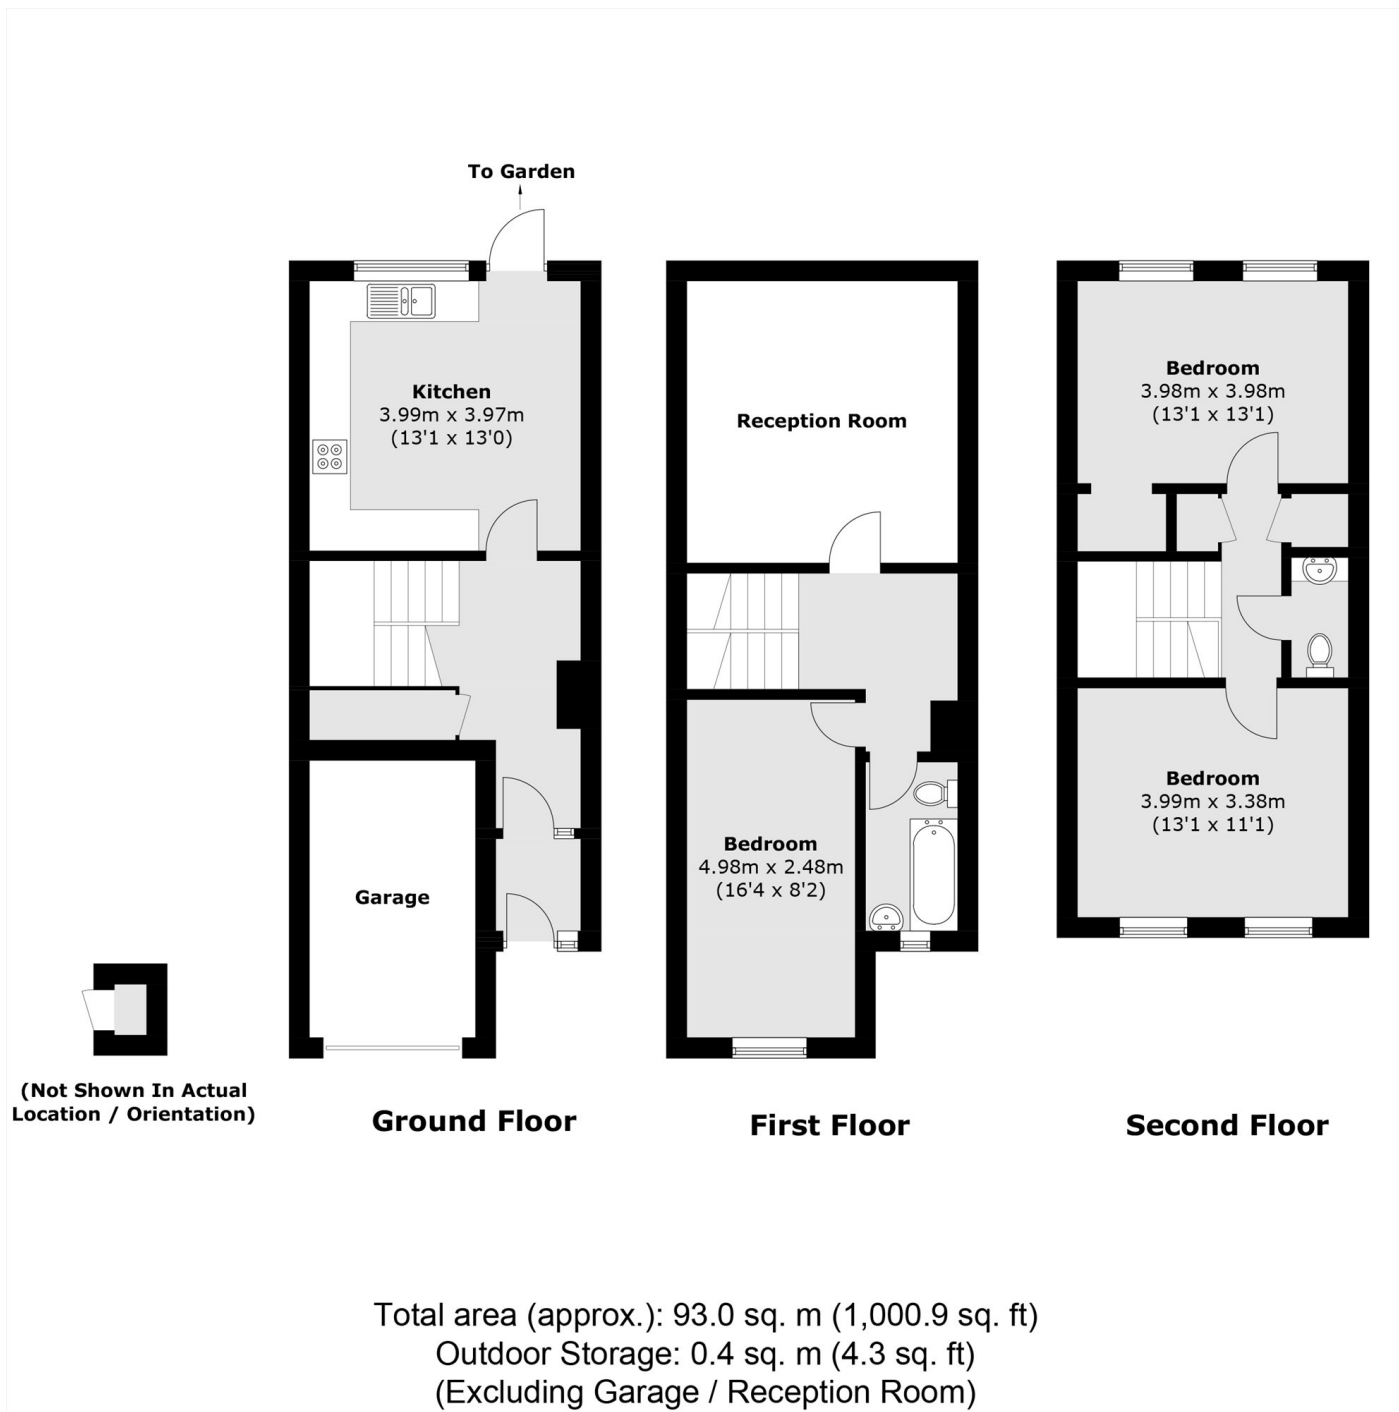 To Garden
Kitchen
3.99m x 3.97m
(13'1 x 13'0)
Garage
(Not Shown In Actual
Location / Orientation)
Ground Floor
Reception Room
Bedroom
4.98m x 2.48m
(16'4 x 8'2)
First Floor
Bedroom
3.98m x 3.98m
(13'1 x 13'1)
Bedroom
3.99m x 3.38m
(13'1 x 11'1)
Second Floor
Total area (approx.): 93.0 sq. m (1,000.9 sq. ft)
Outdoor Storage: 0.4 sq. m (4.3 sq. ft)
(Excluding Garage / Reception Room)